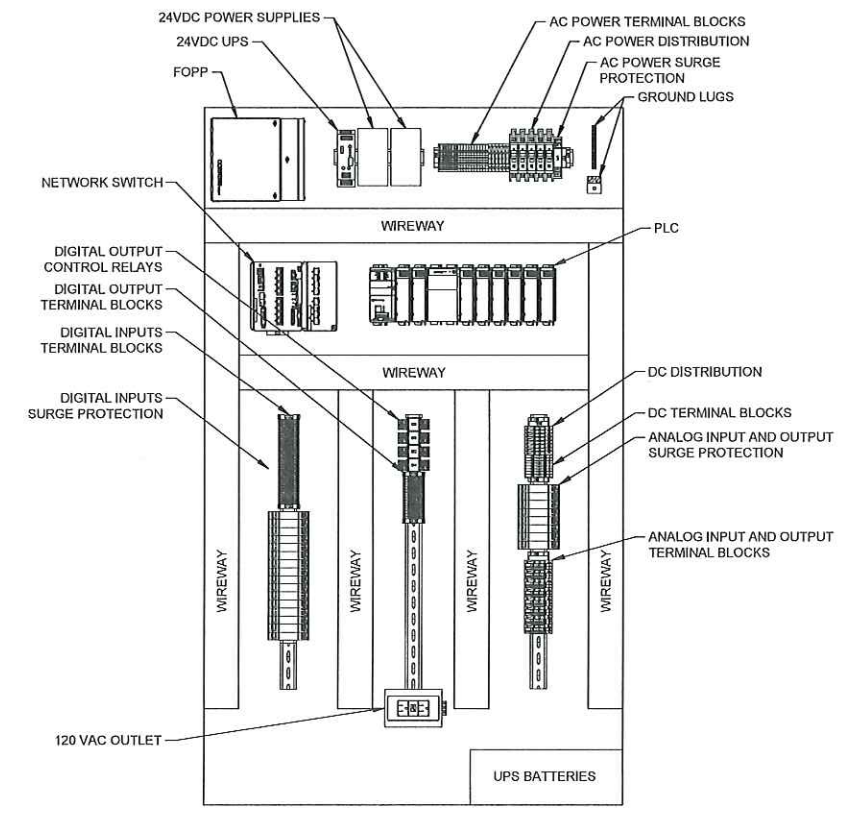 24VDC POWER SUPPLIES
24VDC UPS
FOPP
AC POWER TERMINAL BLOCKS
AC POWER DISTRIBUTION
AC POWER SURGE
PROTECTION
GROUND LUGS
NETWORK SWITCH
WIREWAY
PLC
DIGITAL OUTPUT
CONTROL RELAYS
DIGITAL OUTPUT
TERMINAL BLOCKS
DIGITAL INPUTS
TERMINAL BLOCKS
DIGITAL INPUTS
SURGE PROTECTION
WIREWAY
DC DISTRIBUTION
DC TERMINAL BLOCKS
ANALOG INPUT AND OUTPUT
SURGE PROTECTION
ANALOG INPUT AND OUTPUT
TERMINAL BLOCKS
WIREWAY
WIREWAY
WIREWAY
WIREWAY
120 VAC OUTLET
UPS BATTERIES